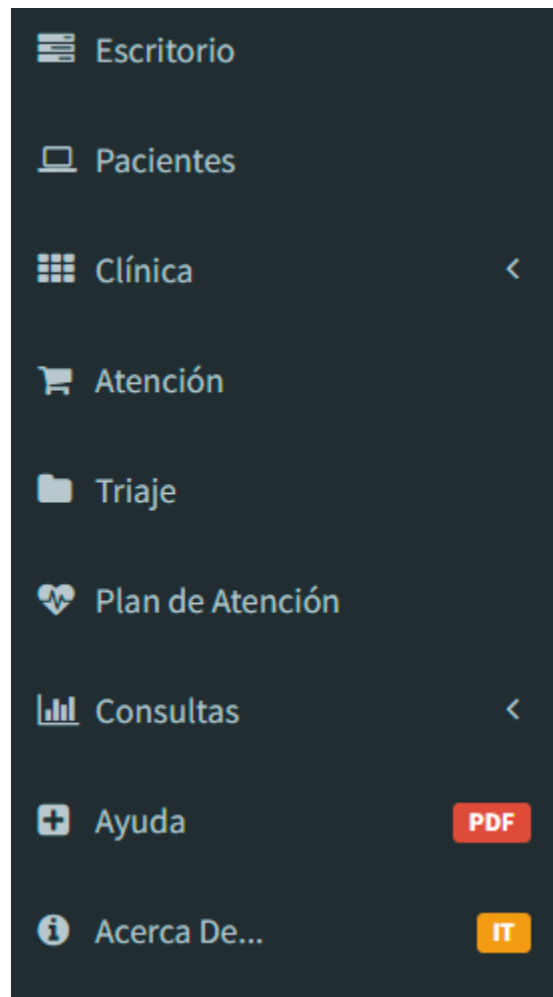 Escritorio
Pacientes
Clínica
Atención
Triaje
Plan de Atención
Consultas
Ayuda PDF
Acerca De... IT